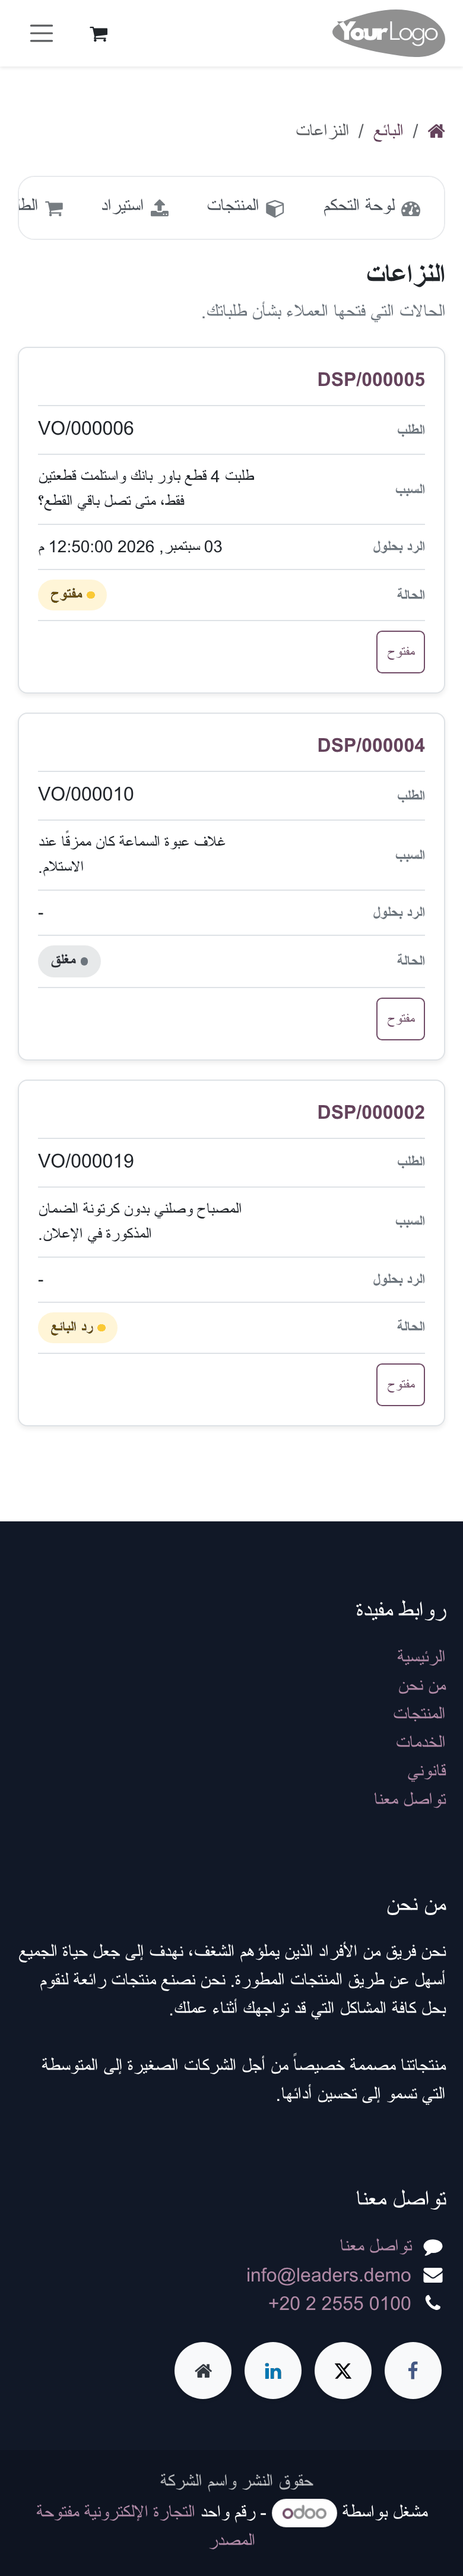 YourLogo
البائع / النزاعات
لوحة التحكم المنتجات استيراد الطل
النزاعات
الحالات التي فتحها العملاء بشأن طلباتك.
DSP/000005
الطلب VO/000006
السبب طلبت 4 قطع باور بانك واستلمت قطعتين
فقط، متى تصل باقي القطع؟
الرد بحلول 03 سبتمبر, 2026 12:50:00 م
الحالة مفتوح
مفتوح
DSP/000004
الطلب VO/000010
السبب غلاف عبوة السماعة كان ممزقًا عند
الاستلام.
الرد بحلول -
الحالة مغلق
مفتوح
DSP/000002
الطلب VO/000019
السبب المصباح وصلني بدون كرتونة الضمان
المذكورة في الإعلان.
الرد بحلول -
الحالة رد البائع
مفتوح
روابط مفيدة
الرئيسية
من نحن
المنتجات
الخدمات
قانوني
تواصل معنا
من نحن
نحن فريق من الأفراد الذين يملؤهم الشغف، نهدف إلى جعل حياة الجميع
أسهل عن طريق المنتجات المطورة. نحن نصنع منتجات رائعة لنقوم
بحل كافة المشاكل التي قد تواجهك أثناء عملك.
منتجاتنا مصممة خصيصاً من أجل الشركات الصغيرة إلى المتوسطة
التي تسمو إلى تحسين أدائها.
تواصل معنا
تواصل معنا
info@leaders.demo
+20 2 2555 0100
حقوق النشر واسم الشركة
مشغل بواسطة odoo - رقم واحد التجارة الإلكترونية مفتوحة
المصدر